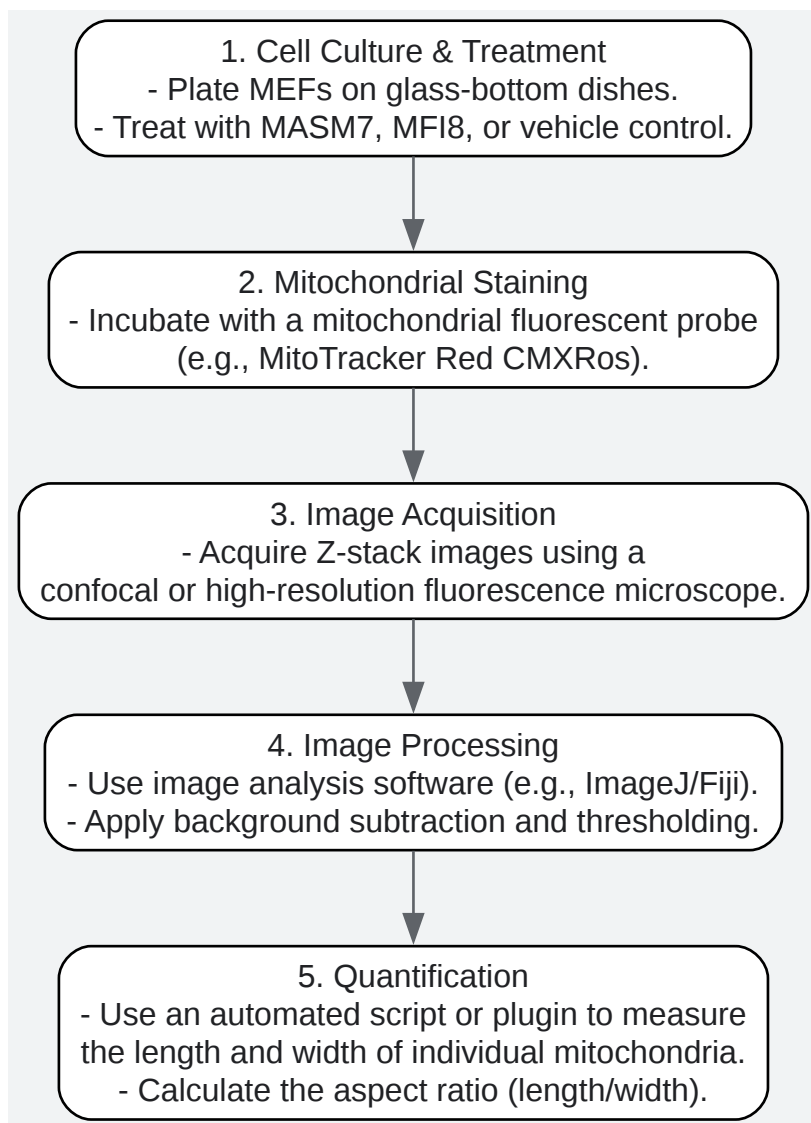 1. Cell Culture & Treatment
- Plate MEFs on glass-bottom dishes.
- Treat with MASM7, MFI8, or vehicle control.
2. Mitochondrial Staining
- Incubate with a mitochondrial fluorescent probe
(e.g., MitoTracker Red CMXRos).
3. Image Acquisition
- Acquire Z-stack images using a
confocal or high-resolution fluorescence microscope.
4. Image Processing
- Use image analysis software (e.g., ImageJ/Fiji).
- Apply background subtraction and thresholding.
5. Quantification
- Use an automated script or plugin to measure
the length and width of individual mitochondria.
- Calculate the aspect ratio (length/width).